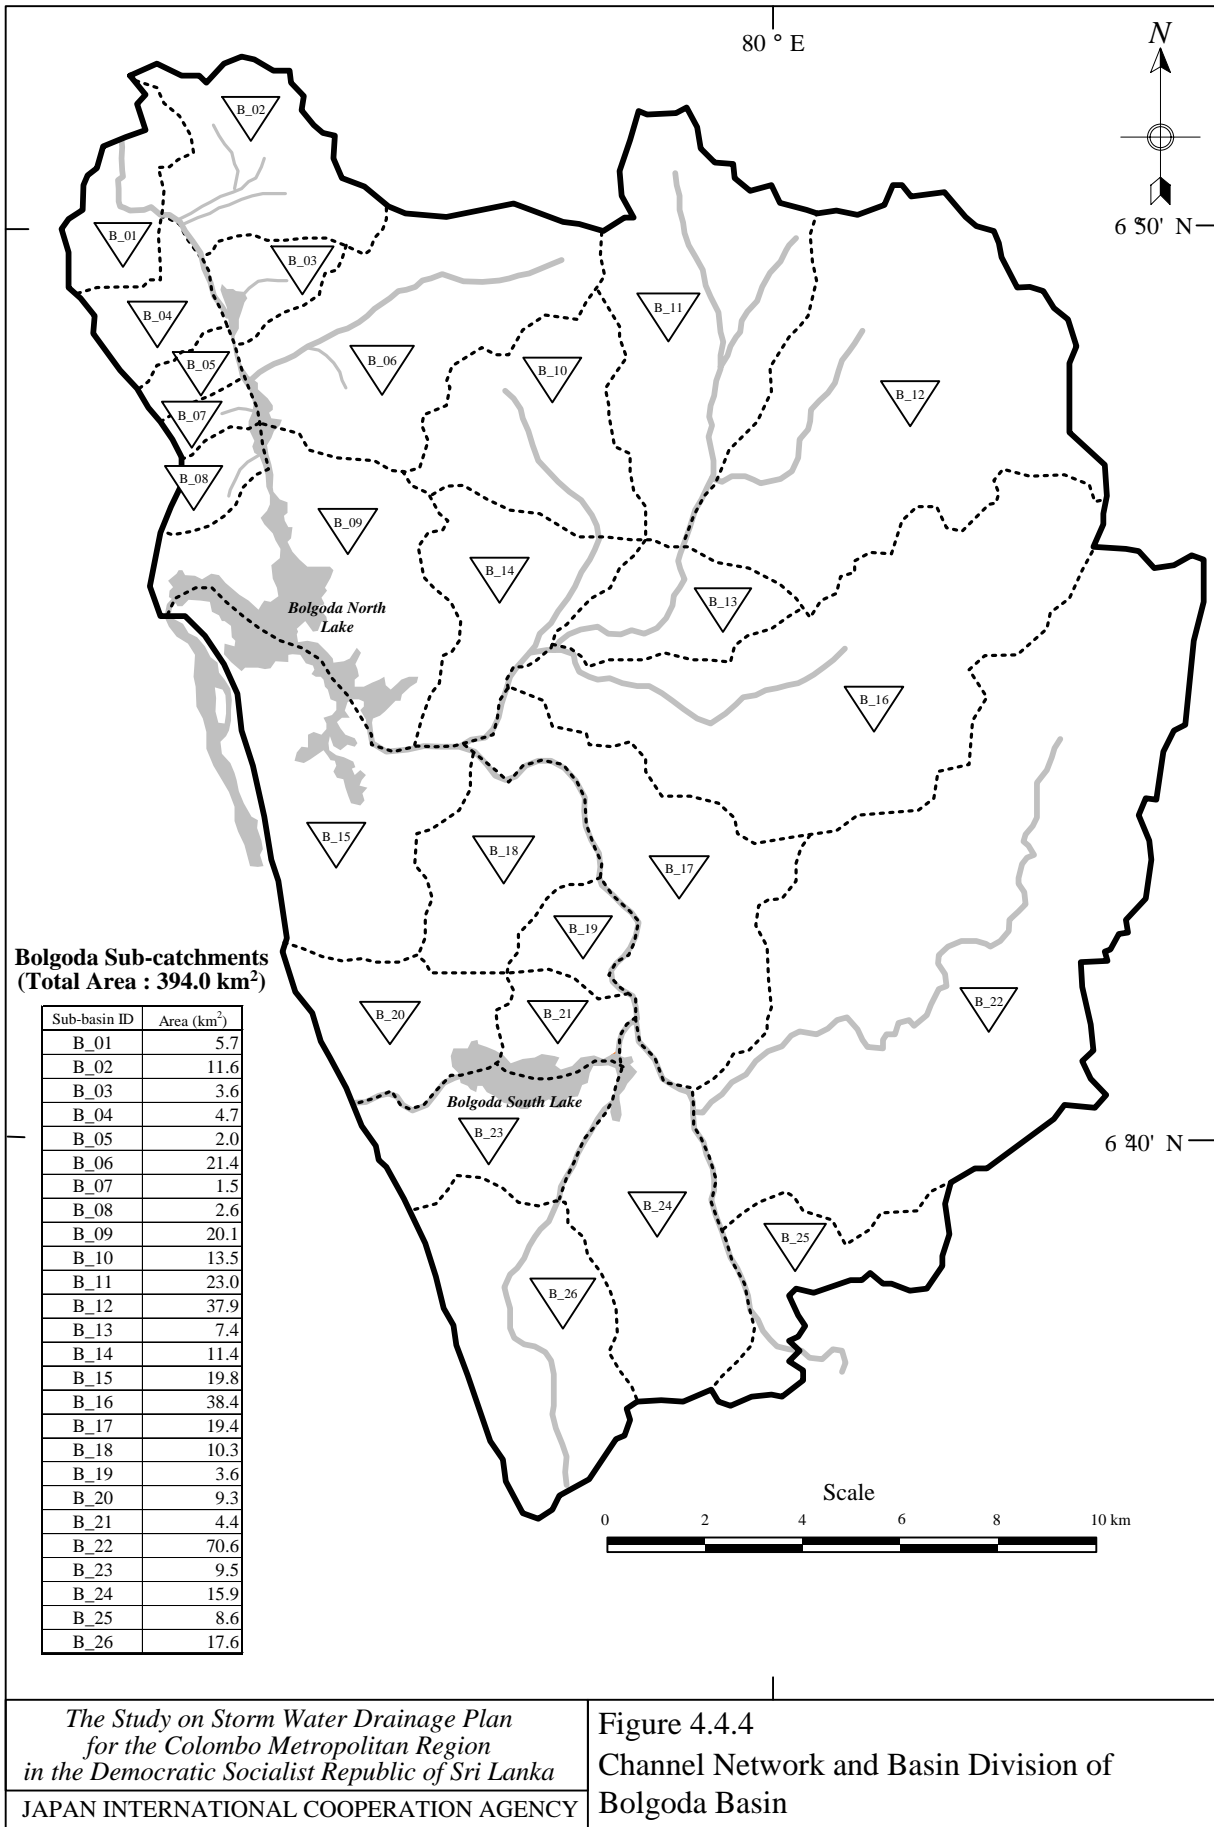 80 ° E
N
6 50' N
B_02
B_01
B_03
B_04
B_11
B_05
B_06
B_10
B_12
B_07
B_08
B_09
B_14
B_13
Bolgoda North
Lake
B_16
B_15
B_18
B_17
B_19
B_20
B_21
B_22
Bolgoda South Lake
B_23
6 40' N
B_24
B_25
B_26
Bolgoda Sub-catchments
(Total Area : 394.0 km²)
Sub-basin ID Area (km²)
B_01 5.7
B_02 11.6
B_03 3.6
B_04 4.7
B_05 2.0
B_06 21.4
B_07 1.5
B_08 2.6
B_09 20.1
B_10 13.5
B_11 23.0
B_12 37.9
B_13 7.4
B_14 11.4
B_15 19.8
B_16 38.4
B_17 19.4
B_18 10.3
B_19 3.6
B_20 9.3
B_21 4.4
B_22 70.6
B_23 9.5
B_24 15.9
B_25 8.6
B_26 17.6
Scale
0 2 4 6 8 10 km
The Study on Storm Water Drainage Plan
for the Colombo Metropolitan Region
in the Democratic Socialist Republic of Sri Lanka
JAPAN INTERNATIONAL COOPERATION AGENCY
Figure 4.4.4
Channel Network and Basin Division of
Bolgoda Basin